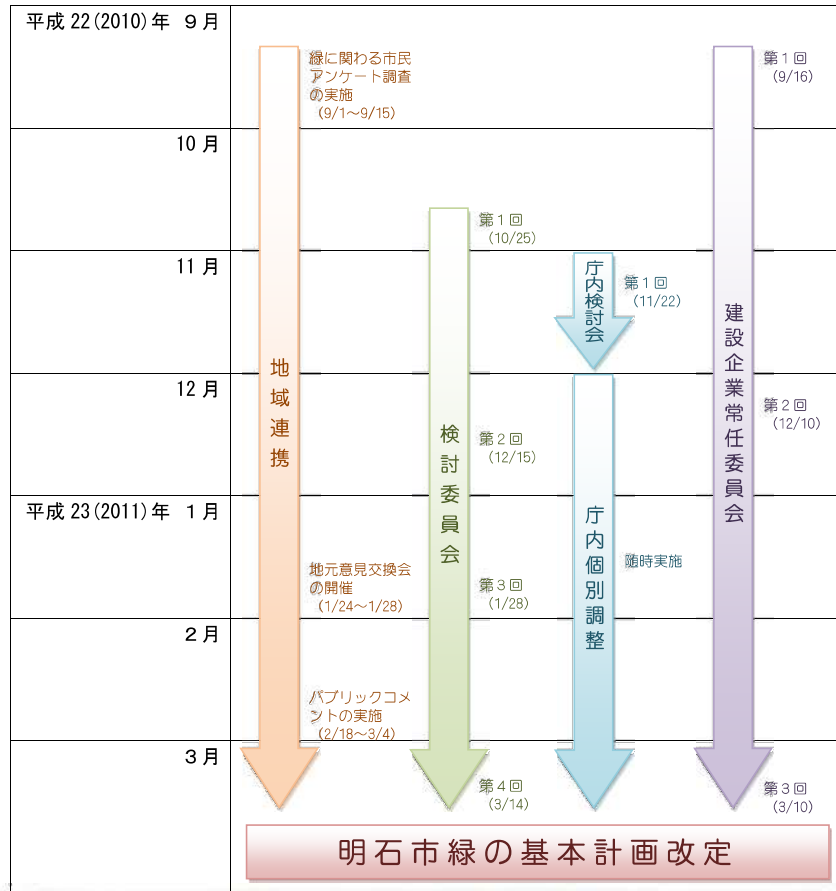 平成22(2010)年 9月
緑に関わる市民
アンケート調査
の実施
(9/1～9/15)
第1回
(9/16)
10月
第1回
(10/25)
11月
庁内検討会
第1回
(11/22)
12月
地域連携
検討委員会
第2回
(12/15)
建設企業常任委員会
第2回
(12/10)
平成23(2011)年 1月
地元意見交換会
の開催
(1/24～1/28)
第3回
(1/28)
庁内個別調整
随時実施
2月
パブリックコメ
ントの実施
(2/18～3/4)
3月
第4回
(3/14)
第3回
(3/10)
明石市緑の基本計画改定